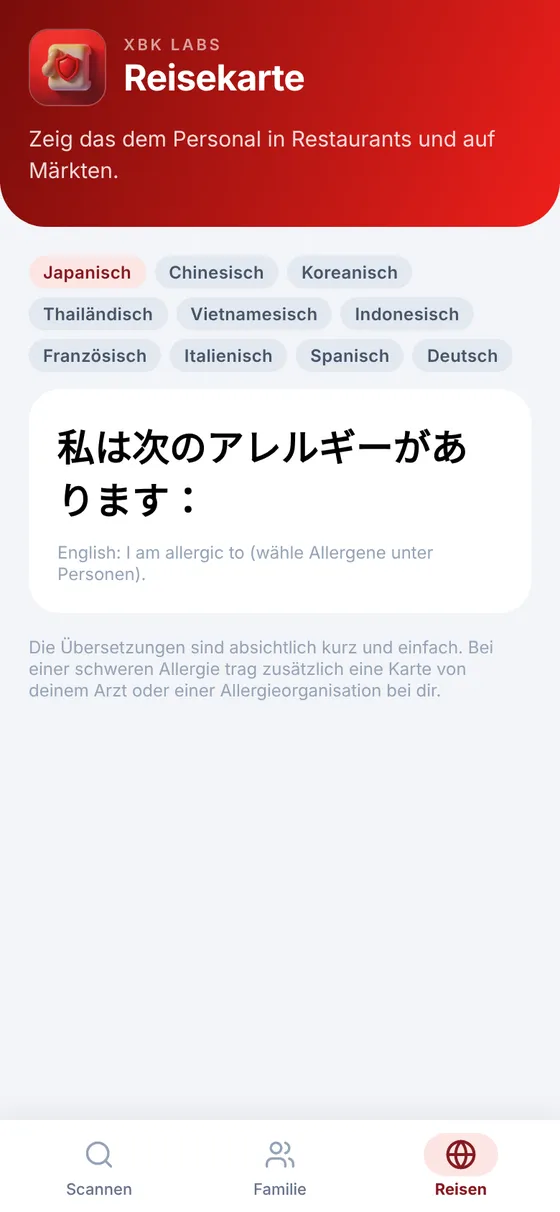 XBK LABS
Reisekarte
Zeig das dem Personal in Restaurants und auf
Märkten.
Japanisch
Chinesisch
Koreanisch
Thailändisch
Vietnamesisch
Indonesisch
Französisch
Italienisch
Spanisch
Deutsch
私は次のアレルギーがあ
ります：
English: I am allergic to (wähle Allergene unter
Personen).
Die Übersetzungen sind absichtlich kurz und einfach. Bei
einer schweren Allergie trag zusätzlich eine Karte von
deinem Arzt oder einer Allergieorganisation bei dir.
Scannen
Familie
Reisen